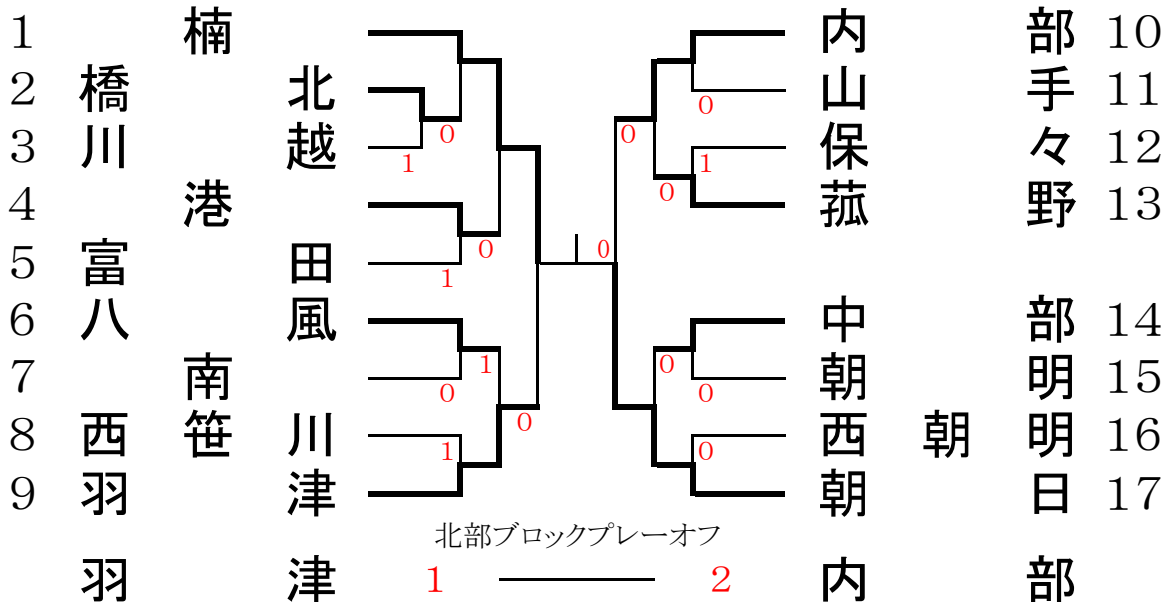 1 楠 内部 10
2 橋北 山手 11
0
3 川越 0 0 保々 12
1 1
4 港 0 菰野 13
0 0
5 富田 1
6 八風 中部 14
1 0
7 南 0 0 朝明 15
0
8 西笹川 1 0 西朝明 16
9 羽津 朝日 17
北部ブロックプレーオフ
羽津 1 2 内部